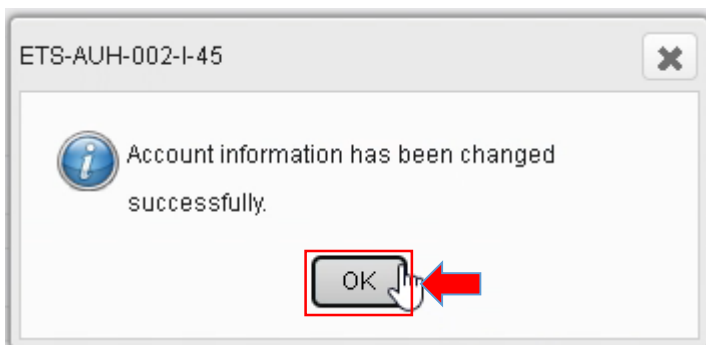 ETS-AUH-002-I-45
Account information has been changed
successfully.
OK